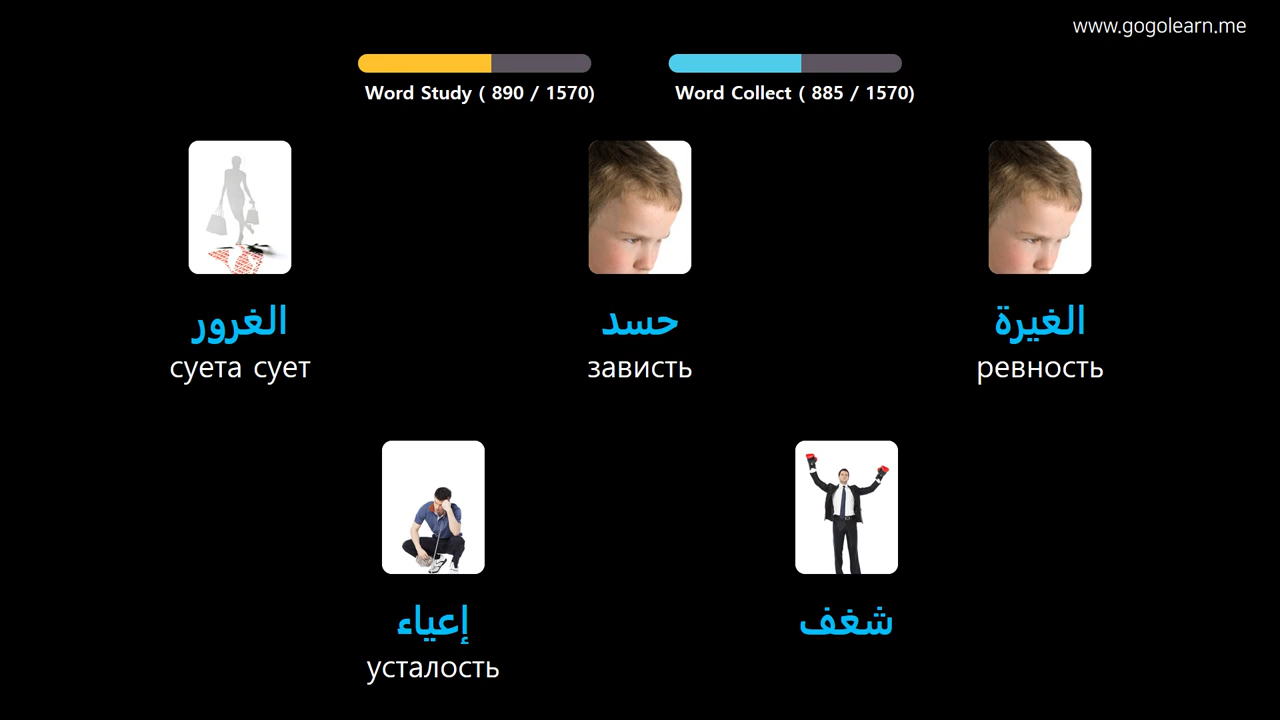 www.gogolearn.me
Word Study ( 890 / 1570)
Word Collect ( 885 / 1570)
الغرور
суета сует
حسد
зависть
الغيرة
ревность
إعياء
усталость
شغف